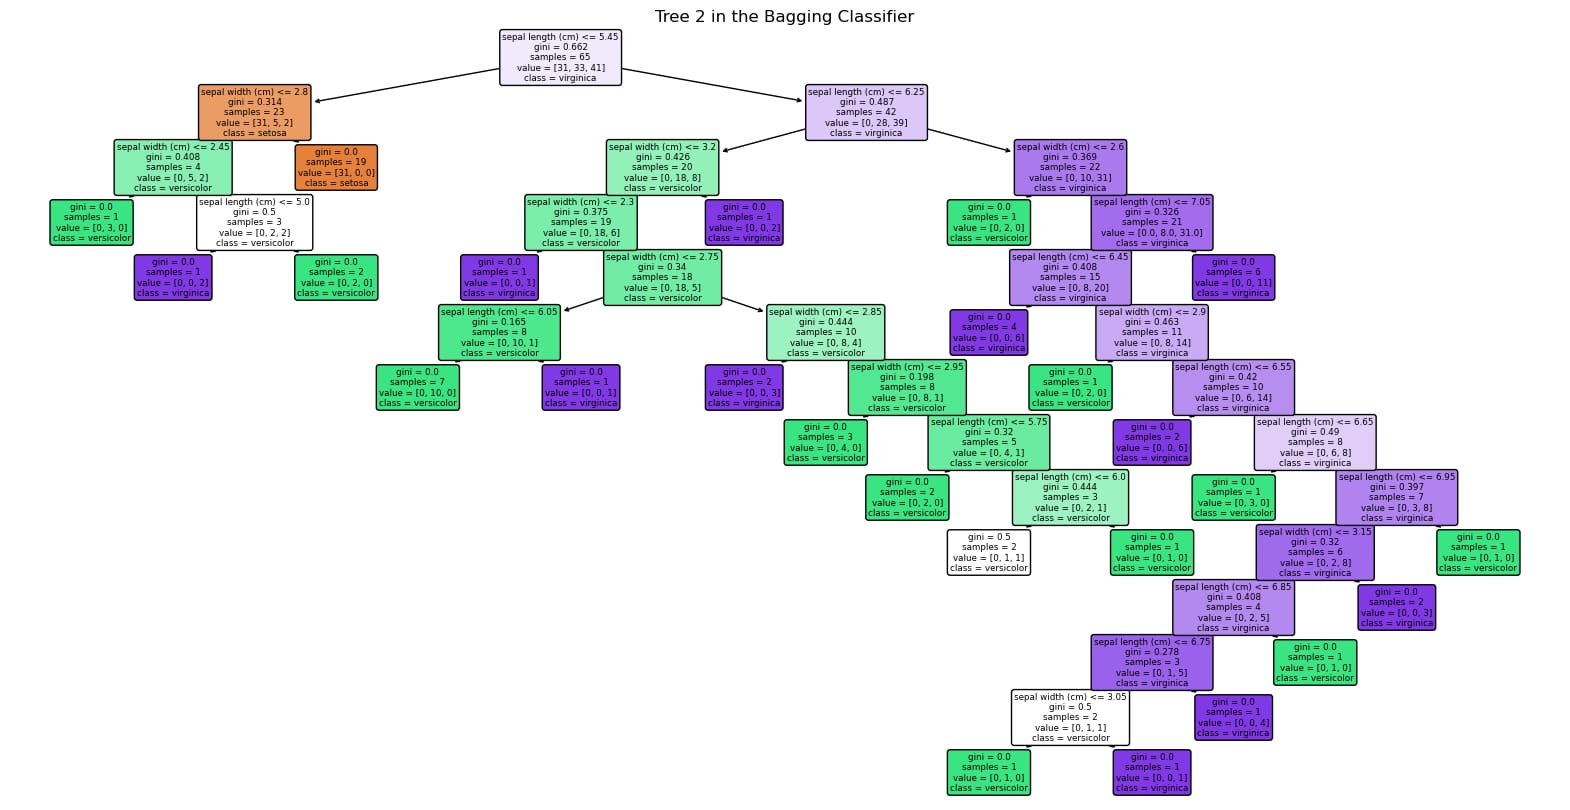 Tree 2 in the Bagging Classifier
sepal length (cm) <= 5.45
gini = 0.662
samples = 65
value = [31, 33, 41]
class = virginica
sepal width (cm) <= 2.8
gini = 0.314
samples = 23
value = [31, 5, 2]
class = setosa
sepal length (cm) <= 6.25
gini = 0.487
samples = 42
value = [0, 28, 39]
class = virginica
sepal width (cm) <= 2.45
gini = 0.408
samples = 4
value = [0, 5, 2]
class = versicolor
gini = 0.0
samples = 19
value = [31, 0, 0]
class = setosa
sepal width (cm) <= 3.2
gini = 0.426
samples = 20
value = [0, 18, 8]
class = versicolor
sepal width (cm) <= 2.6
gini = 0.369
samples = 22
value = [0, 10, 31]
class = virginica
gini = 0.0
samples = 1
value = [0, 3, 0]
class = versicolor
sepal length (cm) <= 5.0
gini = 0.5
samples = 3
value = [0, 2, 2]
class = versicolor
sepal width (cm) <= 2.3
gini = 0.375
samples = 19
value = [0, 18, 6]
class = versicolor
gini = 0.0
samples = 1
value = [0, 0, 2]
class = virginica
gini = 0.0
samples = 1
value = [0, 2, 0]
class = versicolor
sepal length (cm) <= 7.05
gini = 0.326
samples = 21
value = [0.0, 8.0, 31.0]
class = virginica
gini = 0.0
samples = 1
value = [0, 0, 2]
class = virginica
gini = 0.0
samples = 2
value = [0, 2, 0]
class = versicolor
gini = 0.0
samples = 1
value = [0, 0, 1]
class = virginica
sepal width (cm) <= 2.75
gini = 0.34
samples = 18
value = [0, 18, 5]
class = versicolor
sepal length (cm) <= 6.45
gini = 0.408
samples = 15
value = [0, 8, 20]
class = virginica
gini = 0.0
samples = 6
value = [0, 0, 11]
class = virginica
sepal length (cm) <= 6.05
gini = 0.165
samples = 8
value = [0, 10, 1]
class = versicolor
sepal width (cm) <= 2.85
gini = 0.444
samples = 10
value = [0, 8, 4]
class = versicolor
gini = 0.0
samples = 4
value = [0, 0, 6]
class = virginica
sepal width (cm) <= 2.9
gini = 0.463
samples = 11
value = [0, 8, 14]
class = virginica
gini = 0.0
samples = 7
value = [0, 10, 0]
class = versicolor
gini = 0.0
samples = 1
value = [0, 0, 1]
class = virginica
gini = 0.0
samples = 2
value = [0, 0, 3]
class = virginica
sepal width (cm) <= 2.95
gini = 0.198
samples = 8
value = [0, 8, 1]
class = versicolor
gini = 0.0
samples = 1
value = [0, 2, 0]
class = versicolor
sepal length (cm) <= 6.55
gini = 0.42
samples = 10
value = [0, 6, 14]
class = virginica
gini = 0.0
samples = 3
value = [0, 4, 0]
class = versicolor
sepal length (cm) <= 5.75
gini = 0.32
samples = 5
value = [0, 4, 1]
class = versicolor
gini = 0.0
samples = 2
value = [0, 0, 6]
class = virginica
sepal length (cm) <= 6.65
gini = 0.49
samples = 8
value = [0, 6, 8]
class = virginica
gini = 0.0
samples = 2
value = [0, 2, 0]
class = versicolor
sepal length (cm) <= 6.0
gini = 0.444
samples = 3
value = [0, 2, 1]
class = versicolor
gini = 0.0
samples = 1
value = [0, 3, 0]
class = versicolor
sepal length (cm) <= 6.95
gini = 0.397
samples = 7
value = [0, 3, 8]
class = virginica
gini = 0.5
samples = 2
value = [0, 1, 1]
class = versicolor
gini = 0.0
samples = 1
value = [0, 1, 0]
class = versicolor
sepal width (cm) <= 3.15
gini = 0.32
samples = 6
value = [0, 2, 8]
class = virginica
gini = 0.0
samples = 1
value = [0, 1, 0]
class = versicolor
sepal length (cm) <= 6.85
gini = 0.408
samples = 4
value = [0, 2, 5]
class = virginica
gini = 0.0
samples = 2
value = [0, 0, 3]
class = virginica
sepal length (cm) <= 6.75
gini = 0.278
samples = 3
value = [0, 1, 5]
class = virginica
gini = 0.0
samples = 1
value = [0, 1, 0]
class = versicolor
sepal width (cm) <= 3.05
gini = 0.5
samples = 2
value = [0, 1, 1]
class = versicolor
gini = 0.0
samples = 1
value = [0, 0, 4]
class = virginica
gini = 0.0
samples = 1
value = [0, 1, 0]
class = versicolor
gini = 0.0
samples = 1
value = [0, 0, 1]
class = virginica